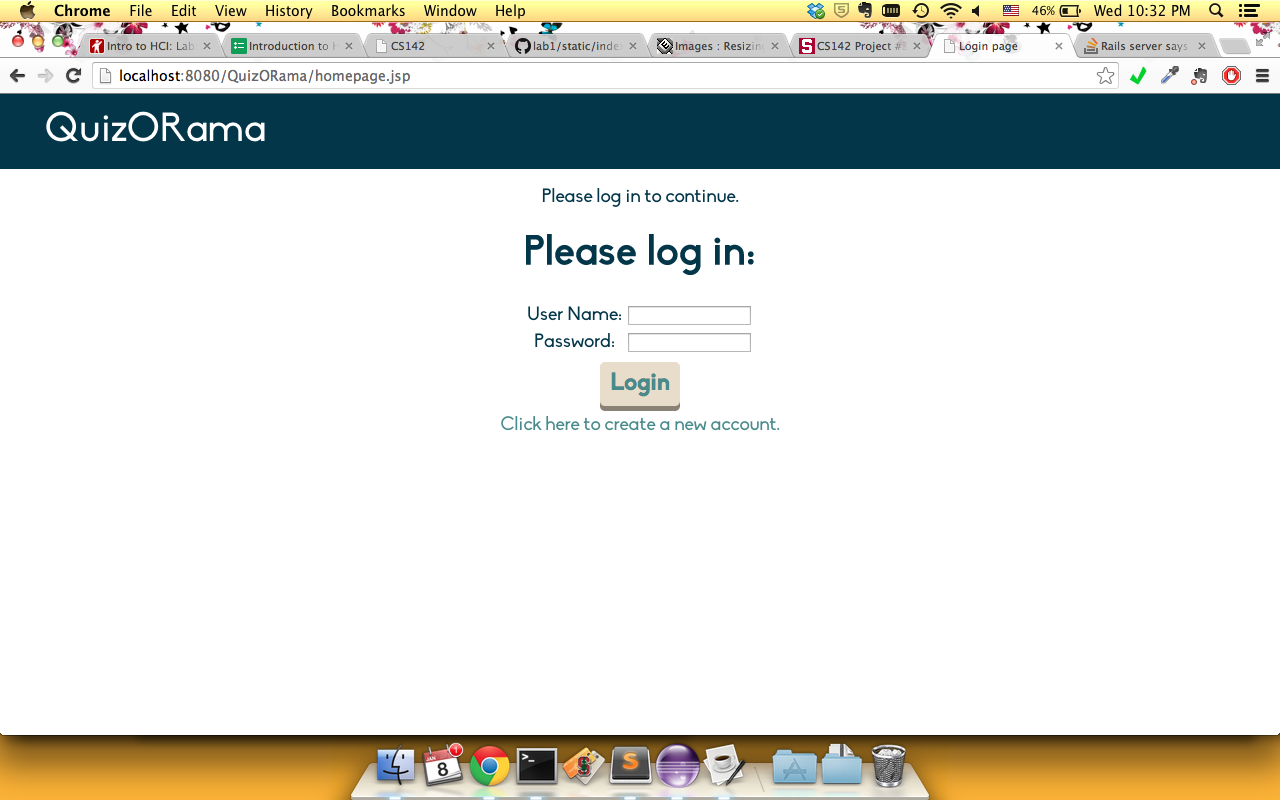 Chrome File Edit View History Bookmarks Window Help 46% Wed 10:32 PM
Intro to HCI: Lab Introduction to CS142 lab1/static/inde Images : Resizin CS142 Project # Login page Rails server says
localhost:8080/QuizORama/homepage.jsp
QuizORama
Please log in to continue.
Please log in:
User Name:
Password:
Login
Click here to create a new account.
1
JAN
8